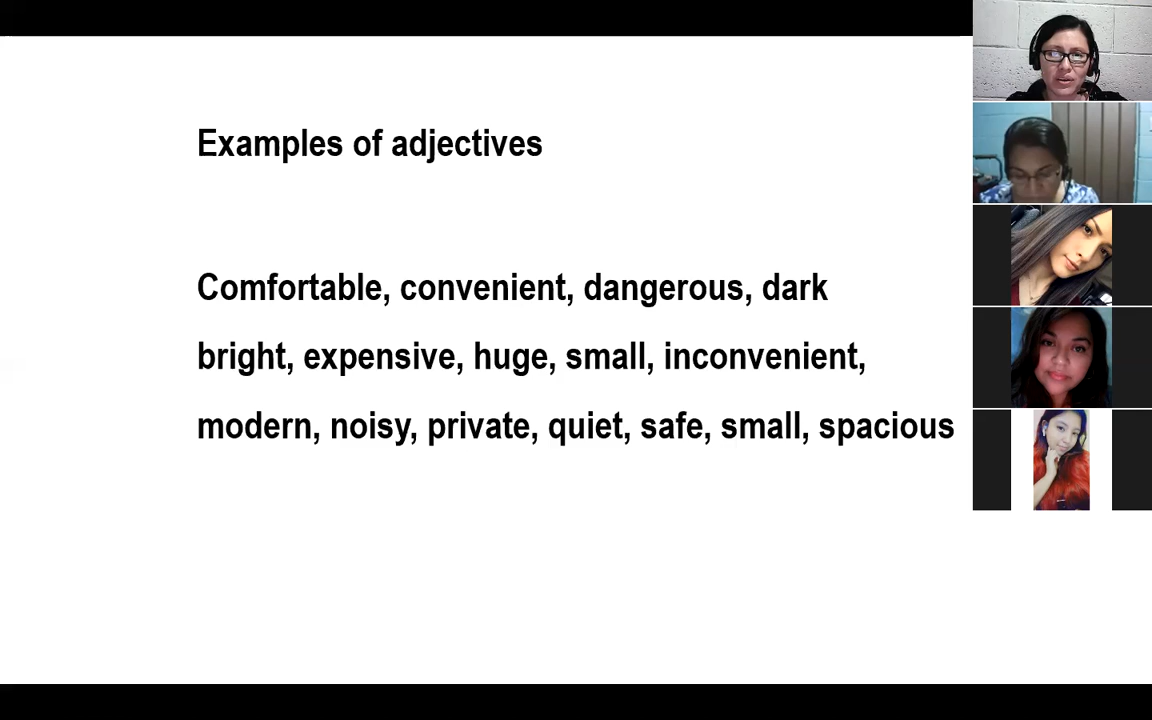 Examples of adjectives
Comfortable, convenient, dangerous, dark
bright, expensive, huge, small, inconvenient,
modern, noisy, private, quiet, safe, small, spacious